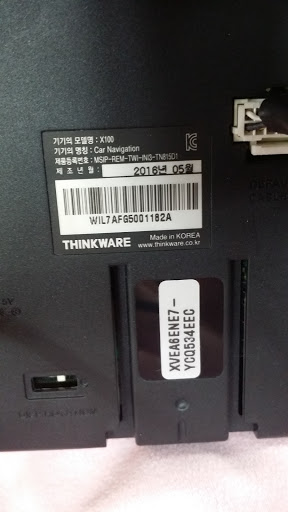 기기의 모델명 : X100
기기의 명칭 : Car Navigation
제품등록번호 : MSIP-REM-TWI-INI3-TN815D1
제 조 년 월 : 2016년 05월
WIL7AFG5001182A
THINKWARE
Made in KOREA
www.thinkware.co.kr
XVEA6ENE7-
YCQ534EEC
5V